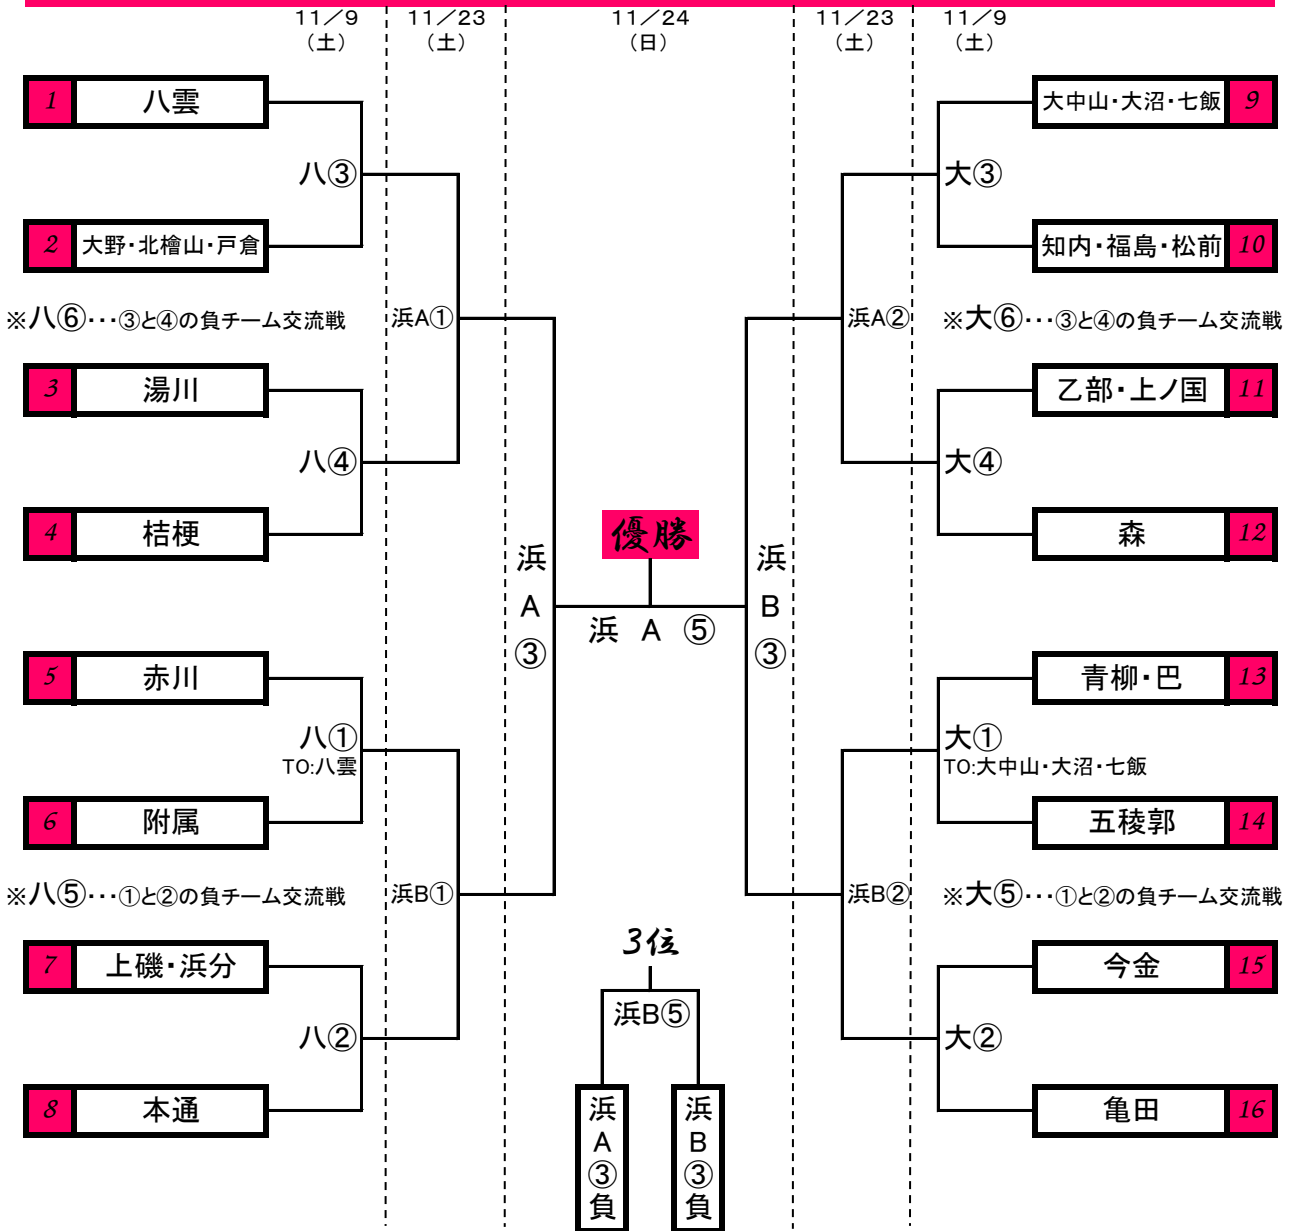 11／9
（土）
11／23
（土）
11／24
（日）
11／23
（土）
11／9
（土）
1 八雲
八③
2 大野・北檜山・戸倉
※八⑥・・・③と④の負チーム交流戦
浜A①
3 湯川
八④
4 桔梗
5 赤川
八①
TO:八雲
6 附属
※八⑤・・・①と②の負チーム交流戦
浜B①
7 上磯・浜分
八②
8 本通
浜A③
優勝
浜 A ⑤
浜B③
3位
浜B⑤
浜A③負
浜B③負
大中山・大沼・七飯 9
大③
知内・福島・松前 10
浜A②
※大⑥・・・③と④の負チーム交流戦
乙部・上ノ国 11
大④
森 12
青柳・巴 13
大①
TO:大中山・大沼・七飯
五稜郭 14
浜B②
※大⑤・・・①と②の負チーム交流戦
今金 15
大②
亀田 16